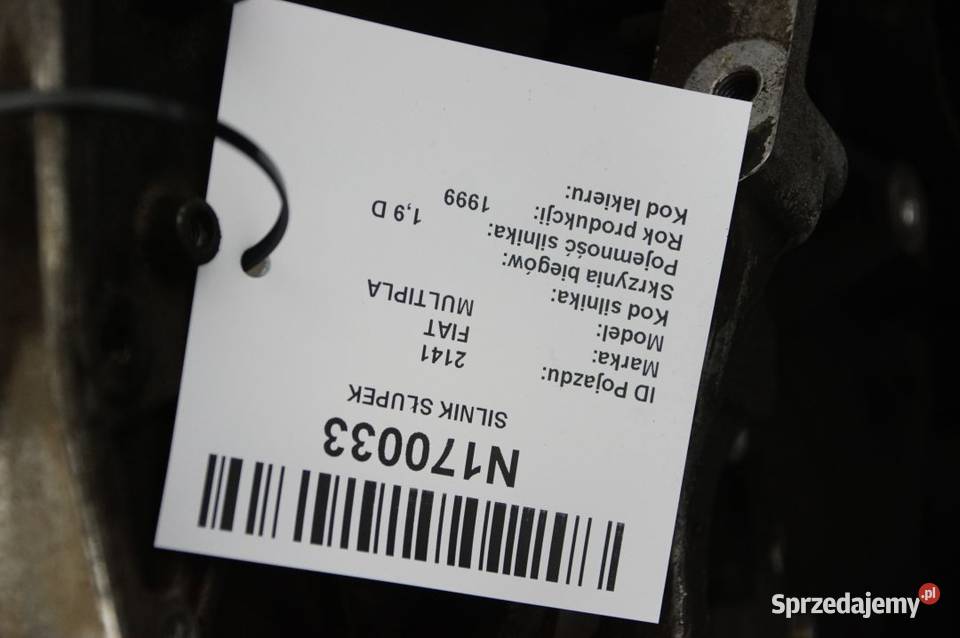 N170033
SILNIK SŁUPEK
ID Pojazdu: 2141
Marka: FIAT
Model: MULTIPLA
Kod silnika:
Skrzynia biegów:
Pojemność silnika: 1,9 D
Rok produkcji: 1999
Kod lakieru:
Sprzedajemy.pl